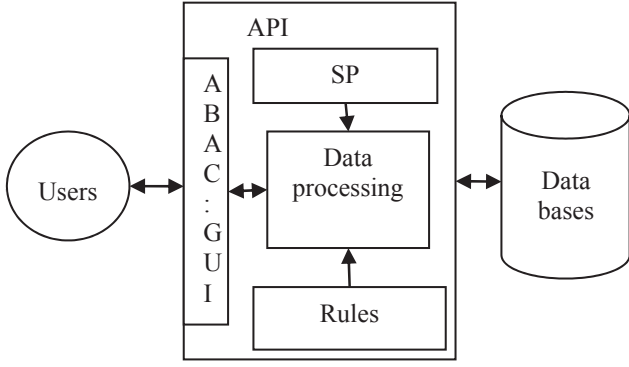 API
SP
A
B
A
C
:
G
U
I
Data
processing
Users
Data
bases
Rules